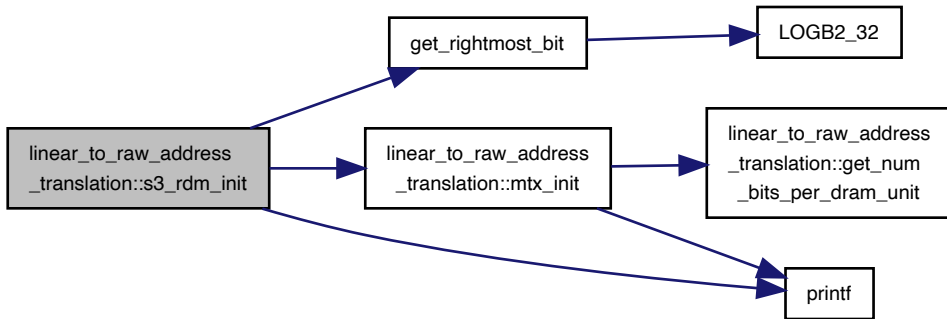 linear_to_raw_address
_translation::s3_rdm_init
get_rightmost_bit
LOGB2_32
linear_to_raw_address
_translation::mtx_init
linear_to_raw_address
_translation::get_num
_bits_per_dram_unit
printf